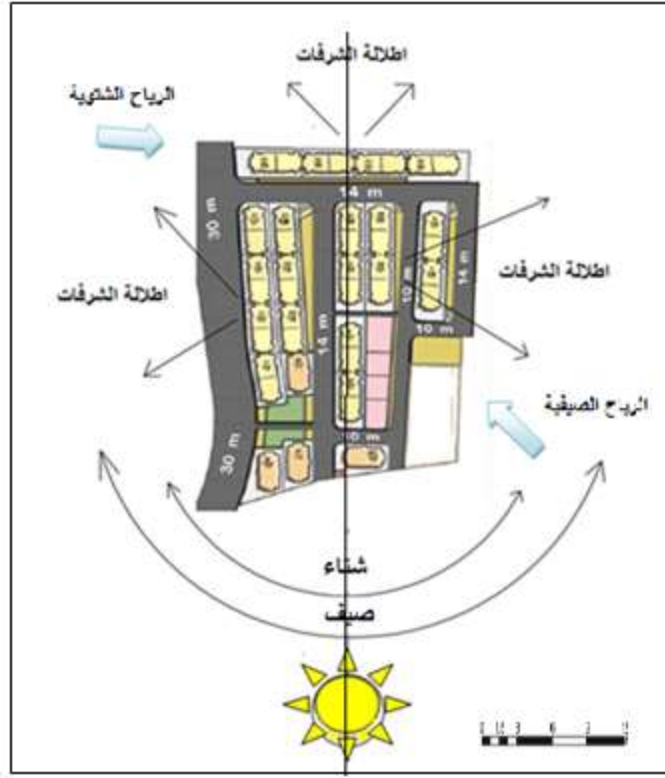 اطلالة الشرفات
الرياح الشتوية
14 m
30 m
اطلالة الشرفات
اطلالة الشرفات
10 m
14 m
14 m
10 m
الرياح الصيفية
10 m
30 m
شتاء
صيف